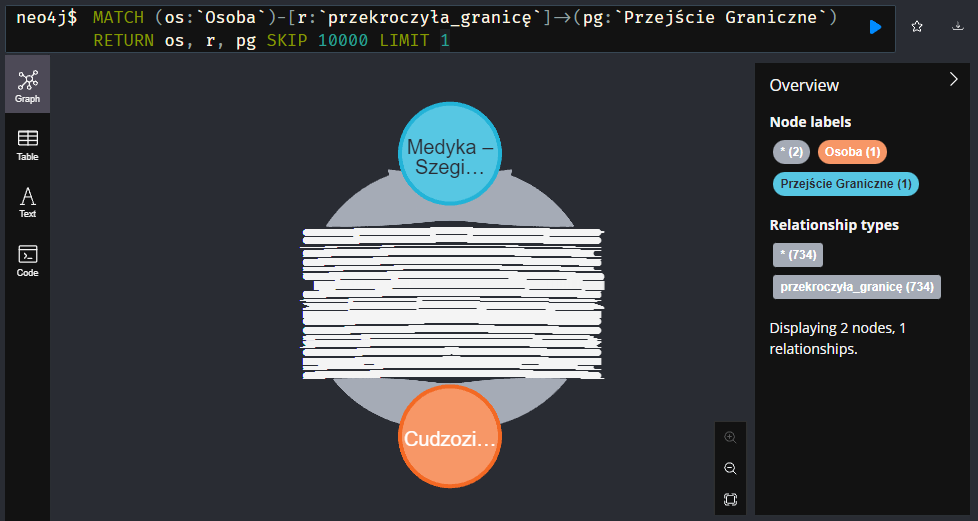 neo4j$ MATCH (os:`Osoba`)-[r:`przekroczyła_granicę`]→(pg:`Przejście Graniczne`)
RETURN os, r, pg SKIP 10000 LIMIT 1
Graph
Table
Text
Code
Medyka –
Szegi...
Cudzozi...
Overview
Node labels
* (2) Osoba (1)
Przejście Graniczne (1)
Relationship types
* (734)
przekroczyła_granicę (734)
Displaying 2 nodes, 1
relationships.